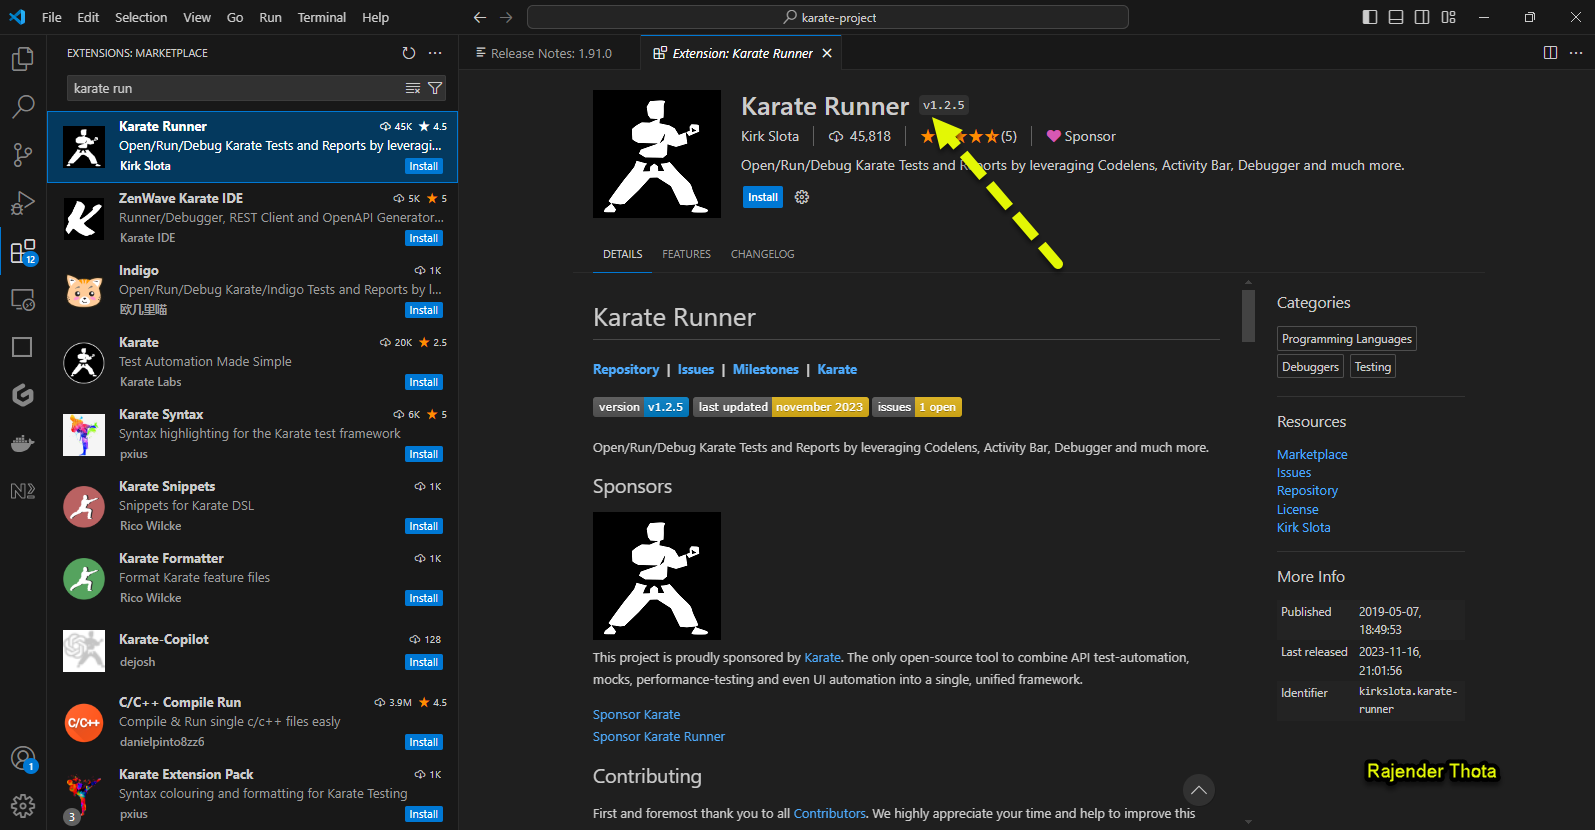 File Edit Selection View Go Run Terminal Help
karate-project
EXTENSIONS: MARKETPLACE
karate run
Karate Runner 45K 4.5
Open/Run/Debug Karate Tests and Reports by leveragi...
Kirk Slota Install
ZenWave Karate IDE 5K 5
Runner/Debugger, REST Client and OpenAPI Generator...
Karate IDE Install
Indigo 1K
Open/Run/Debug Karate/Indigo Tests and Reports by l...
欧几里喵 Install
Karate 20K 2.5
Test Automation Made Simple
Karate Labs Install
Karate Syntax 6K 5
Syntax highlighting for the Karate test framework
pxius Install
Karate Snippets 1K
Snippets for Karate DSL
Rico Wilcke Install
Karate Formatter 1K
Format Karate feature files
Rico Wilcke Install
Karate-Copilot 128
dejosh Install
C/C++
C/C++ Compile Run 3.9M 4.5
Compile & Run single c/c++ files easly
danielpinto8zz6 Install
Karate Extension Pack 1K
Syntax colouring and formatting for Karate Testing
pxius Install
3
12
1
Release Notes: 1.91.0
Extension: Karate Runner
Karate Runner v1.2.5
Kirk Slota 45,818 (5) Sponsor
Open/Run/Debug Karate Tests and Reports by leveraging Codelens, Activity Bar, Debugger and much more.
Install
DETAILS FEATURES CHANGELOG
Karate Runner
Repository | Issues | Milestones | Karate
version v1.2.5 last updated november 2023 issues 1 open
Open/Run/Debug Karate Tests and Reports by leveraging Codelens, Activity Bar, Debugger and much more.
Sponsors
This project is proudly sponsored by Karate. The only open-source tool to combine API test-automation,
mocks, performance-testing and even UI automation into a single, unified framework.
Sponsor Karate
Sponsor Karate Runner
Contributing
First and foremost thank you to all Contributors. We highly appreciate your time and help to improve this
Categories
Programming Languages
Debuggers Testing
Resources
Marketplace
Issues
Repository
License
Kirk Slota
More Info
Published 2019-05-07,
18:49:53
Last released 2023-11-16,
21:01:56
Identifier kirkslota.karate-
runner
Rajender Thota